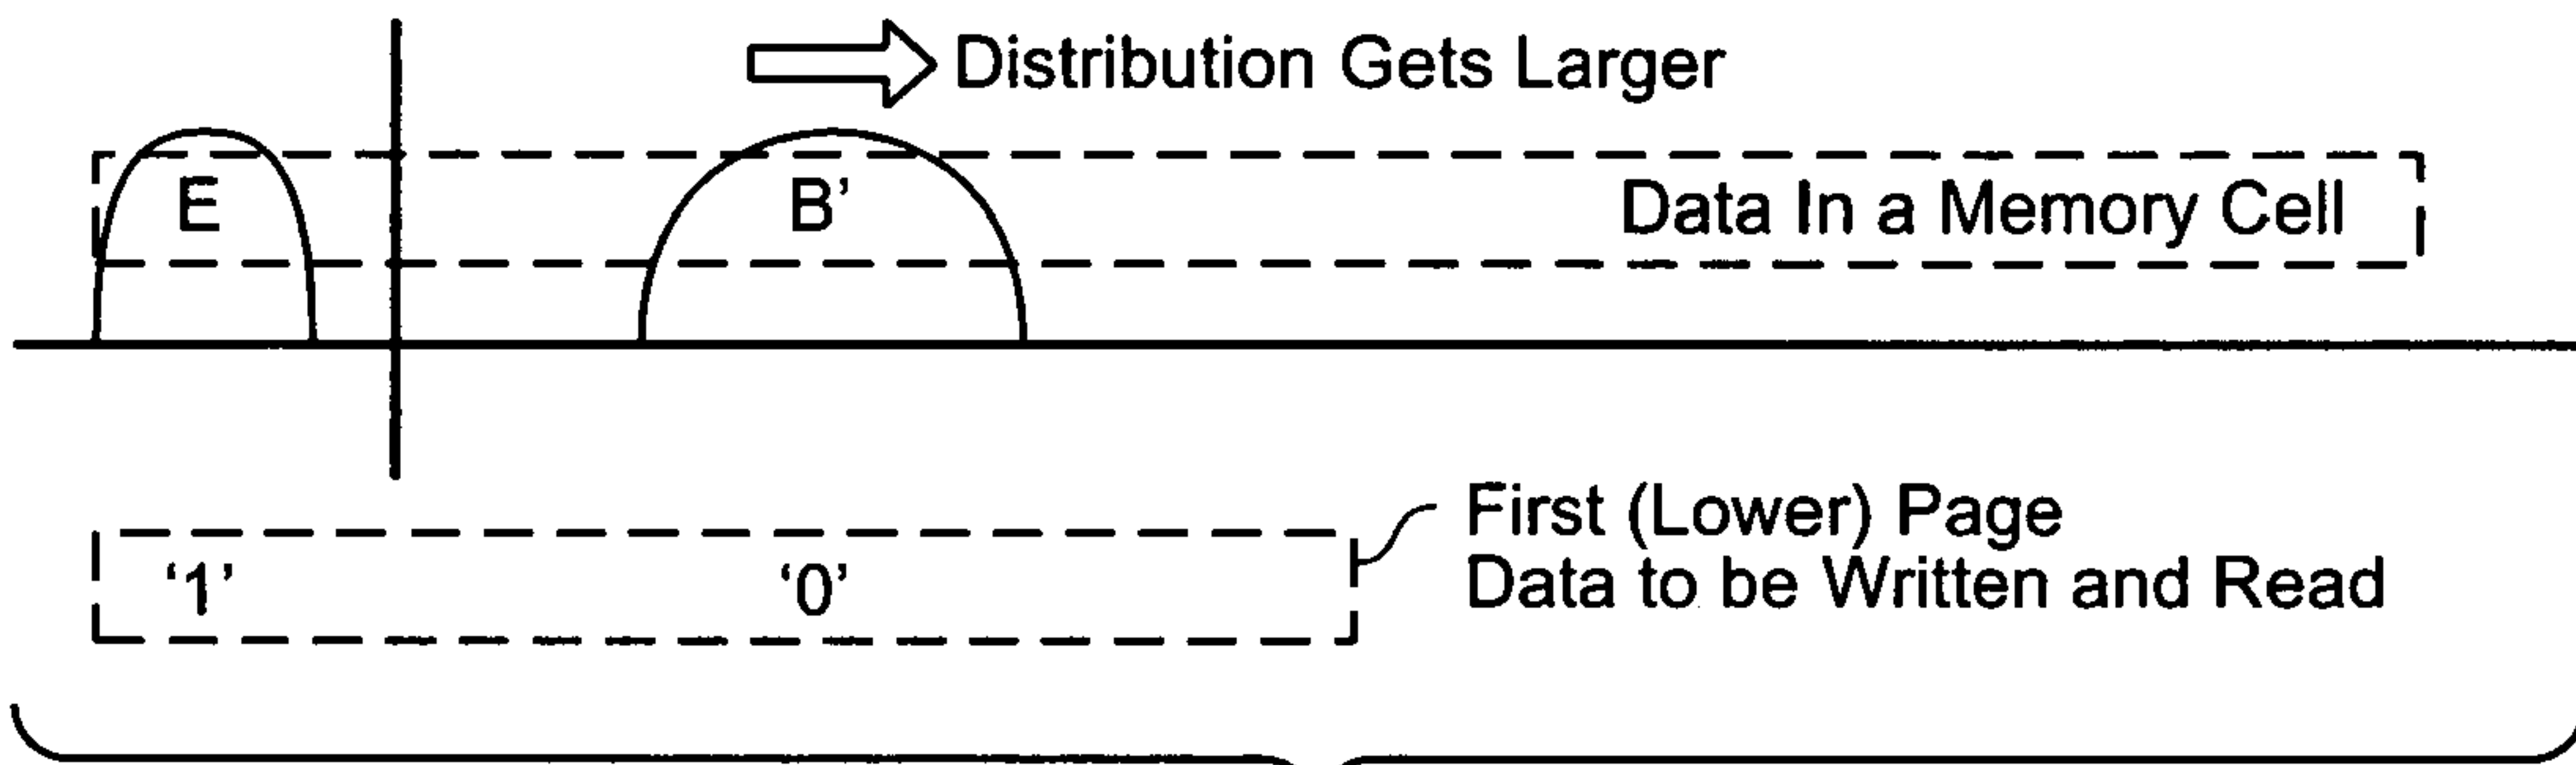 Distribution Gets Larger
E B’ Data In a Memory Cell
First (Lower) Page
‘1’ ‘0’ Data to be Written and Read